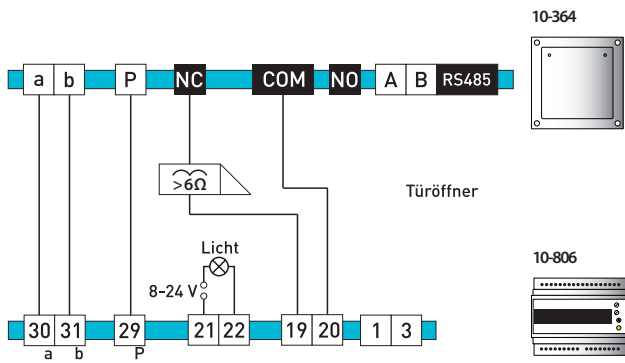 10-364
a b P NC COM NO A B RS485
>6Ω
Türöffner
Licht
10-806
8-24 V
30 31 29 21 22 19 20 1 3
a b P